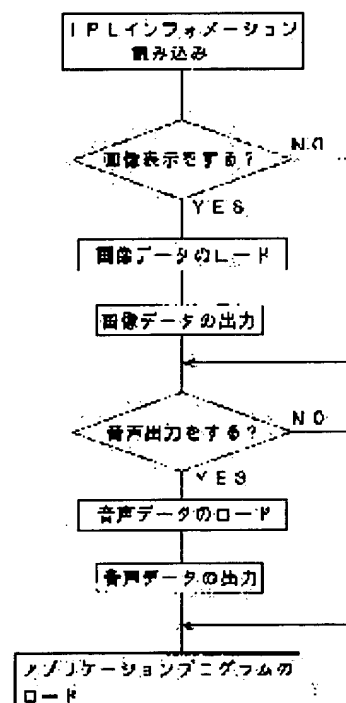 IPLインフォメーション
読み込み
画像表示をする?
NO
YES
画像データのロード
画像データの出力
音声出力をする?
NO
YES
音声データのロード
音声データの出力
アプリケーションプログラムの
ロード